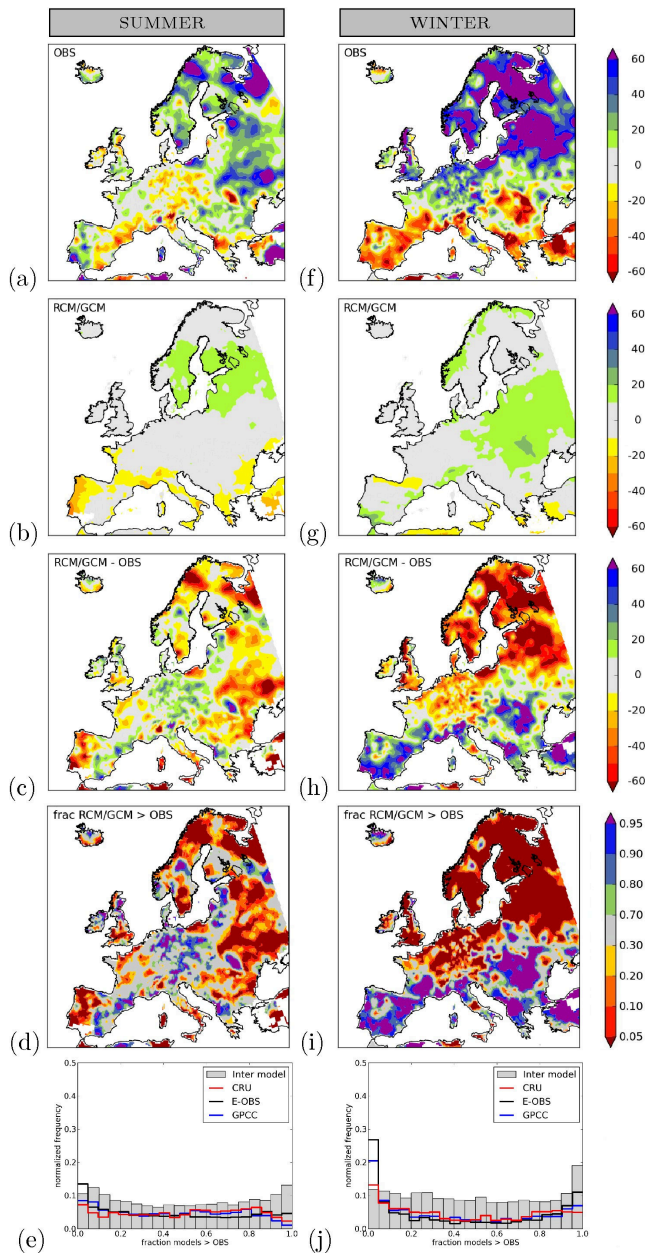 SUMMER
WINTER
OBS
OBS
60
40
20
0
-20
-40
-60
(a)
(f)
RCM/GCM
RCM/GCM
60
40
20
0
-20
-40
-60
(b)
(g)
RCM/GCM - OBS
RCM/GCM - OBS
60
40
20
0
-20
-40
-60
(c)
(h)
frac RCM/GCM > OBS
frac RCM/GCM > OBS
0.95
0.90
0.80
0.70
0.30
0.20
0.10
0.05
(d)
(i)
0.5
0.4
0.3
0.2
0.1
0.0
normalized frequency
Inter model
CRU
E-OBS
GPCC
0.0 0.2 0.4 0.6 0.8 1.0
fraction models > OBS
(e)
0.5
0.4
0.3
0.2
0.1
0.0
normalized frequency
Inter model
CRU
E-OBS
GPCC
0.0 0.2 0.4 0.6 0.8 1.0
fraction models > OBS
(j)